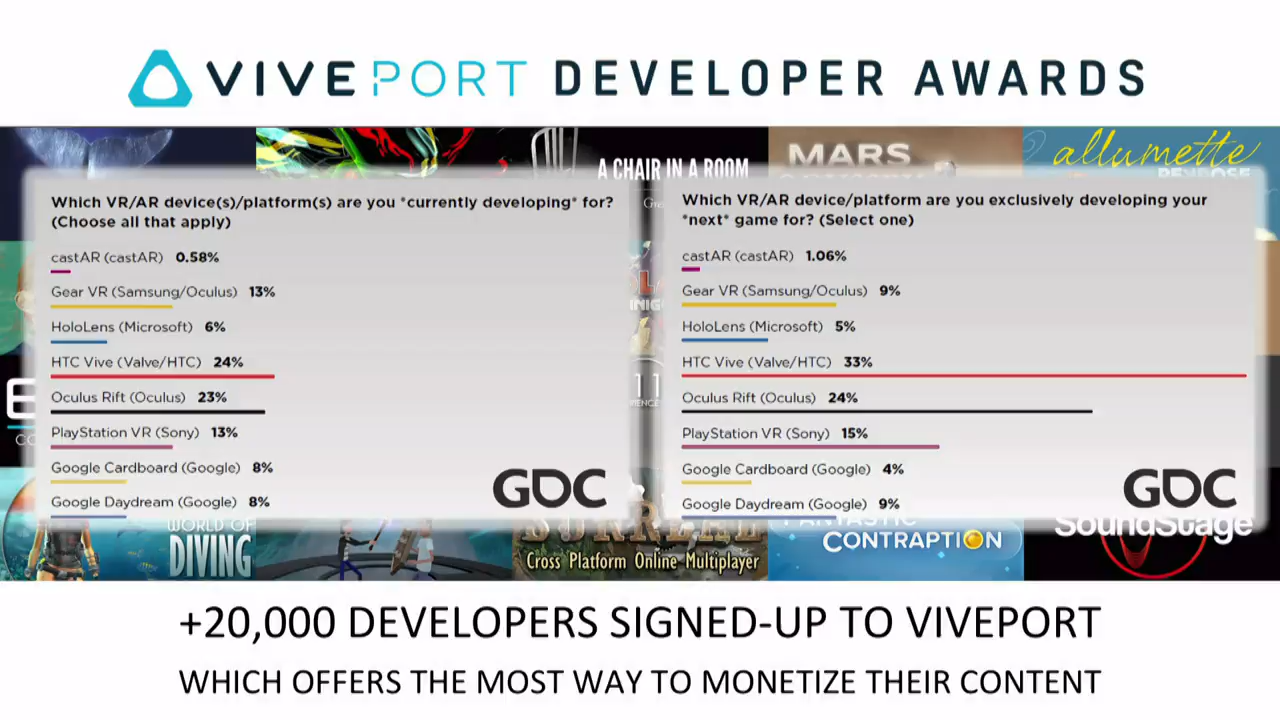 VIVEPORT DEVELOPER AWARDS
A CHAIR IN A ROOM
MARS
allumette
Which VR/AR device(s)/platform(s) are you *currently developing* for?
(Choose all that apply)
castAR (castAR) 0.58%
Gear VR (Samsung/Oculus) 13%
HoloLens (Microsoft) 6%
HTC Vive (Valve/HTC) 24%
Oculus Rift (Oculus) 23%
PlayStation VR (Sony) 13%
Google Cardboard (Google) 8%
Google Daydream (Google) 8%
GDC
Which VR/AR device/platform are you exclusively developing your
*next* game for? (Select one)
castAR (castAR) 1.06%
Gear VR (Samsung/Oculus) 9%
HoloLens (Microsoft) 5%
HTC Vive (Valve/HTC) 33%
Oculus Rift (Oculus) 24%
PlayStation VR (Sony) 15%
Google Cardboard (Google) 4%
Google Daydream (Google) 9%
GDC
WORLD OF
DIVING
Cross Platform Online Multiplayer
FANTASTIC
CONTRAPTION
SoundStage
+20,000 DEVELOPERS SIGNED-UP TO VIVEPORT
WHICH OFFERS THE MOST WAY TO MONETIZE THEIR CONTENT